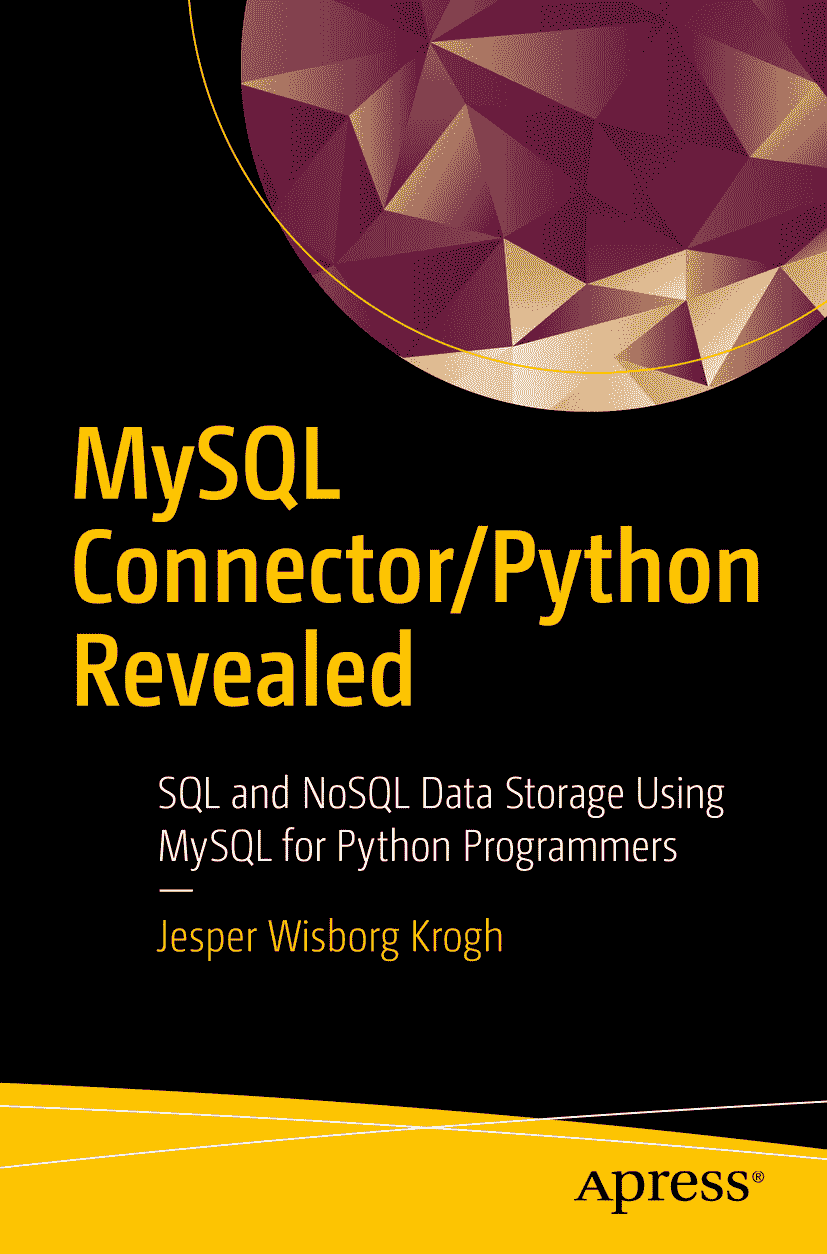 MySQL
Connector/Python
Revealed
SQL and NoSQL Data Storage Using
MySQL for Python Programmers
—
Jesper Wisborg Krogh
Apress®